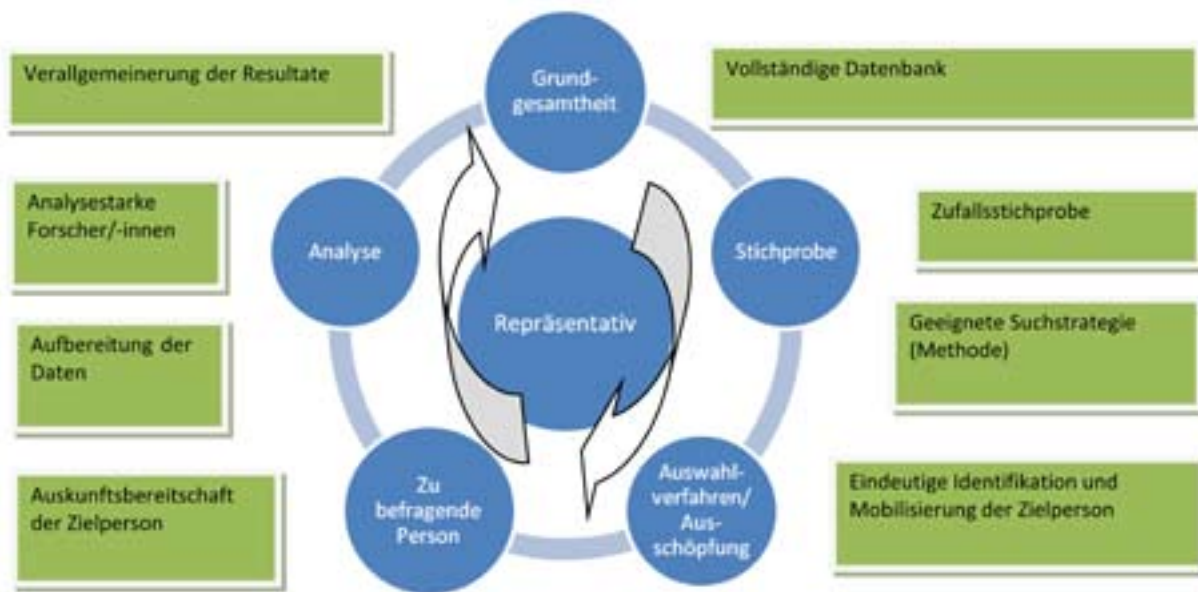 Verallgemeinerung der Resultate
Grund-
gesamtheit
Vollständige Datenbank
Analysestarke
Forscher/-innen
Analyse
Stichprobe
Zufallsstichprobe
Repräsentativ
Aufbereitung der
Daten
Geeignete Suchstrategie
(Methode)
Auskunftsbereitschaft
der Zielperson
Zu
befragende
Person
Auswahl-
verfahren/
Aus-
schöpfung
Eindeutige Identifikation und
Mobilisierung der Zielperson